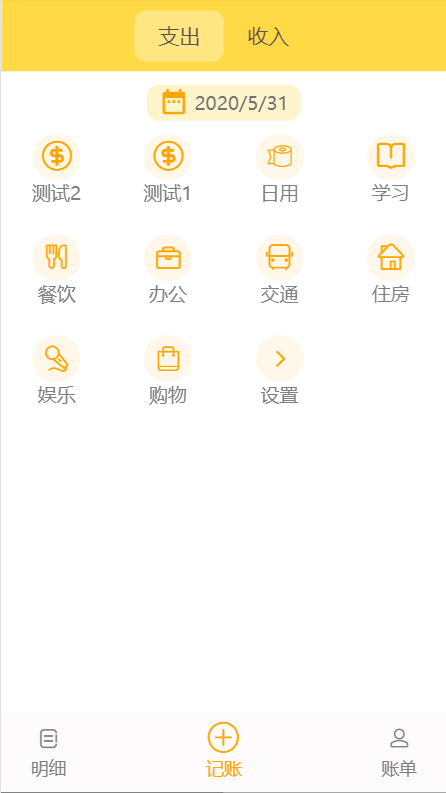 支出 收入
2020/5/31
测试2 测试1 日用 学习
餐饮 办公 交通 住房
娱乐 购物 设置
明细 记账 账单